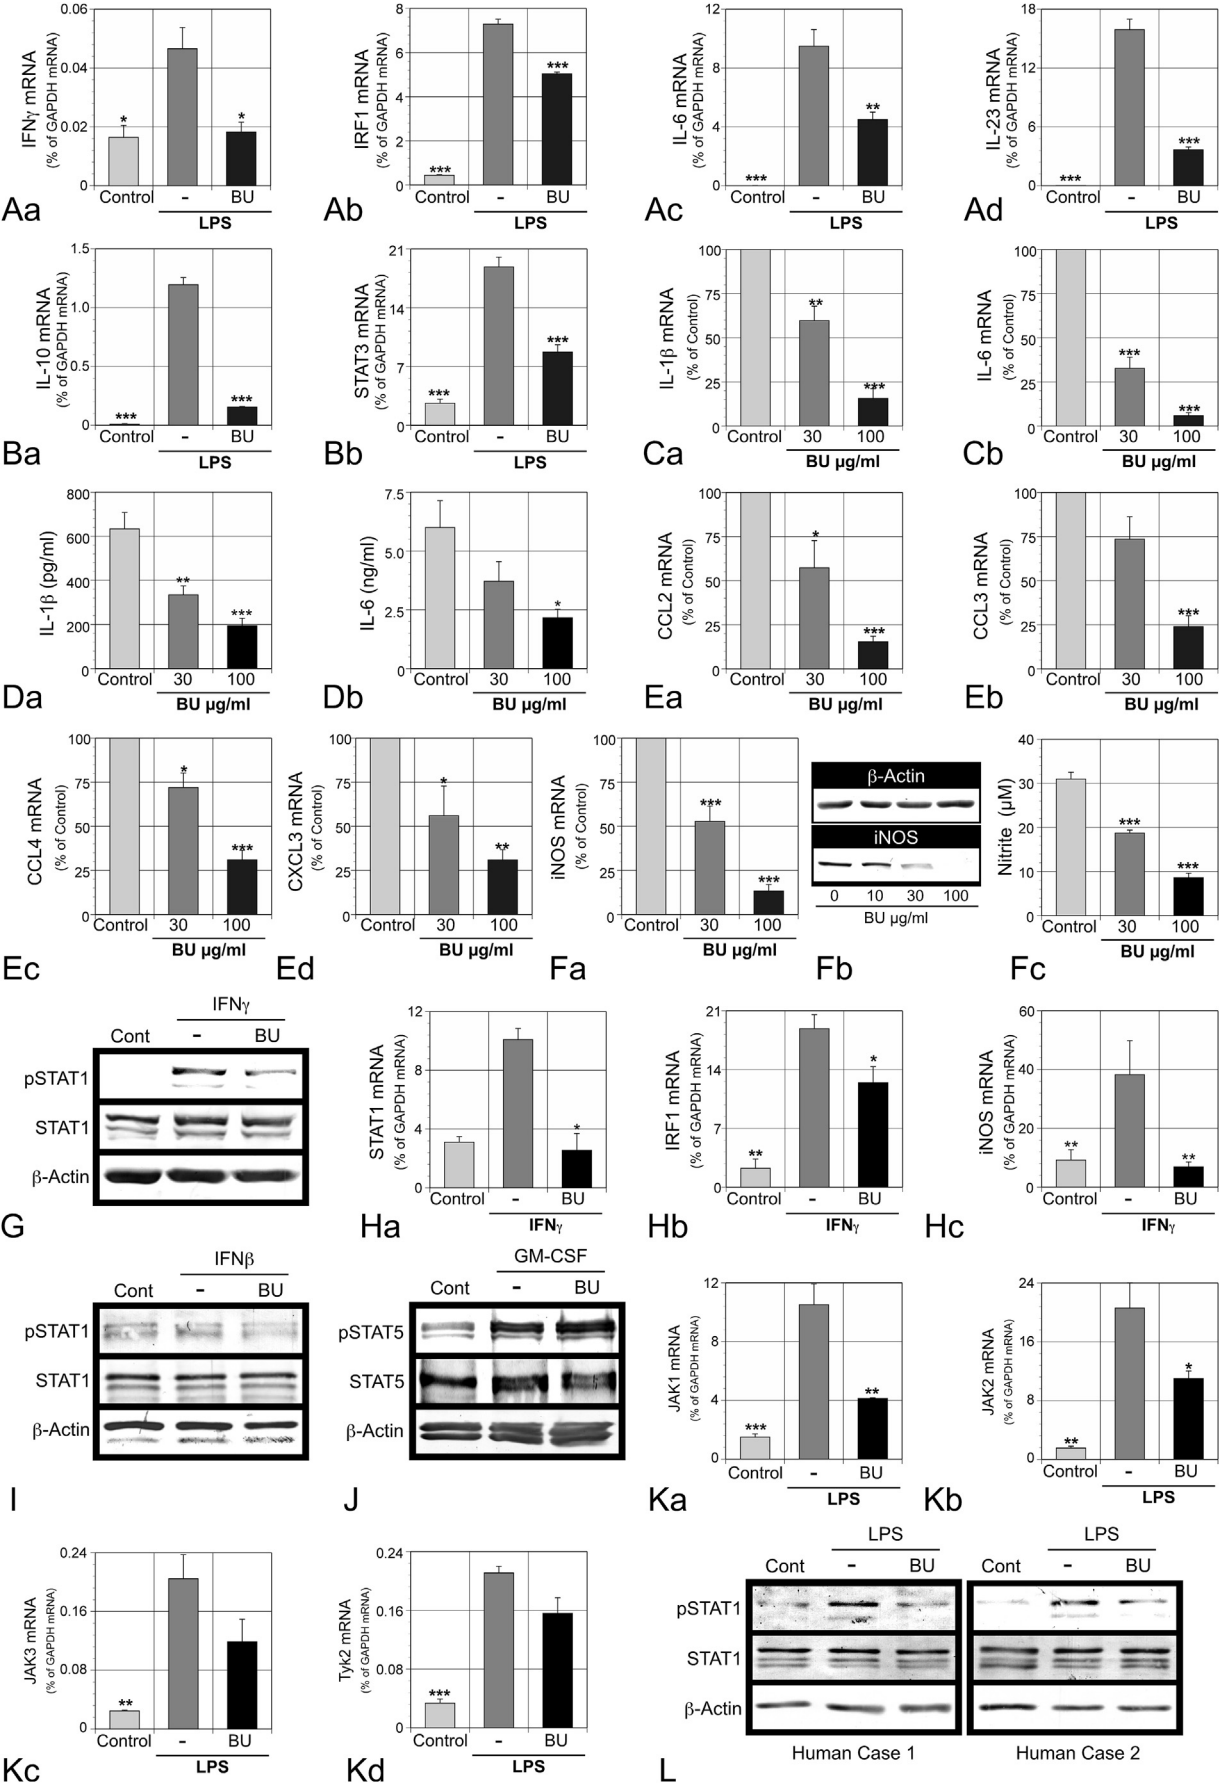 IFNγ mRNA
(% of GAPDH mRNA)
0.06
0.04
0.02
0
*
*
Control
-
BU
LPS
Aa
IRF1 mRNA
(% of GAPDH mRNA)
8
6
4
2
0
***
***
Control
-
BU
LPS
Ab
IL-6 mRNA
(% of GAPDH mRNA)
12
8
4
0
***
**
Control
-
BU
LPS
Ac
IL-23 mRNA
(% of GAPDH mRNA)
18
12
6
0
***
***
Control
-
BU
LPS
Ad
IL-10 mRNA
(% of GAPDH mRNA)
1.5
1.0
0.5
0
***
***
Control
-
BU
LPS
Ba
STAT3 mRNA
(% of GAPDH mRNA)
21
14
7
0
***
***
Control
-
BU
LPS
Bb
IL-1β mRNA
(% of Control)
100
75
50
25
0
**
***
Control
30
100
BU µg/ml
Ca
IL-6 mRNA
(% of Control)
100
75
50
25
0
***
***
Control
30
100
BU µg/ml
Cb
IL-1β (pg/ml)
800
600
400
200
0
**
***
Control
30
100
BU µg/ml
Da
IL-6 (ng/ml)
7.5
5.0
2.5
0
*
Control
30
100
BU µg/ml
Db
CCL2 mRNA
(% of Control)
100
75
50
25
0
*
***
Control
30
100
BU µg/ml
Ea
CCL3 mRNA
(% of Control)
100
75
50
25
0
***
Control
30
100
BU µg/ml
Eb
CCL4 mRNA
(% of Control)
100
75
50
25
0
*
***
Control
30
100
BU µg/ml
Ec
CXCL3 mRNA
(% of Control)
100
75
50
25
0
*
**
Control
30
100
BU µg/ml
Ed
iNOS mRNA
(% of Control)
100
75
50
25
0
***
***
Control
30
100
BU µg/ml
Fa
β-Actin
iNOS
0
10
30
100
BU µg/ml
Fb
Nitrite (µM)
40
30
20
10
0
***
***
Control
30
100
BU µg/ml
Fc
IFNγ
Cont
-
BU
pSTAT1
STAT1
β-Actin
G
STAT1 mRNA
(% of GAPDH mRNA)
12
8
4
0
*
Control
-
BU
IFNγ
Ha
IRF1 mRNA
(% of GAPDH mRNA)
21
14
7
0
**
*
Control
-
BU
IFNγ
Hb
iNOS mRNA
(% of GAPDH mRNA)
60
40
20
0
**
**
Control
-
BU
IFNγ
Hc
IFNβ
Cont
-
BU
pSTAT1
STAT1
β-Actin
I
GM-CSF
Cont
-
BU
pSTAT5
STAT5
β-Actin
J
JAK1 mRNA
(% of GAPDH mRNA)
12
8
4
0
***
**
Control
-
BU
LPS
Ka
JAK2 mRNA
(% of GAPDH mRNA)
24
16
8
0
**
*
Control
-
BU
LPS
Kb
JAK3 mRNA
(% of GAPDH mRNA)
0.24
0.16
0.08
0
**
Control
-
BU
LPS
Kc
Tyk2 mRNA
(% of GAPDH mRNA)
0.24
0.16
0.08
0
***
Control
-
BU
LPS
Kd
LPS
LPS
Cont
-
BU
Cont
-
BU
pSTAT1
STAT1
β-Actin
Human Case 1
Human Case 2
L